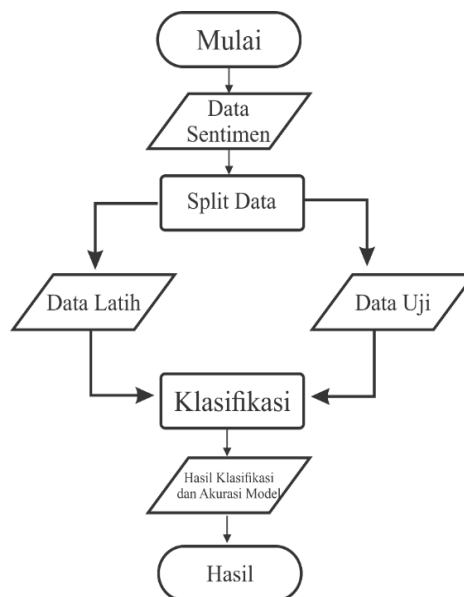 Mulai
Data
Sentimen
Split Data
Data Latih
Data Uji
Klasifikasi
Hasil Klasifikasi
dan Akurasi Model
Hasil